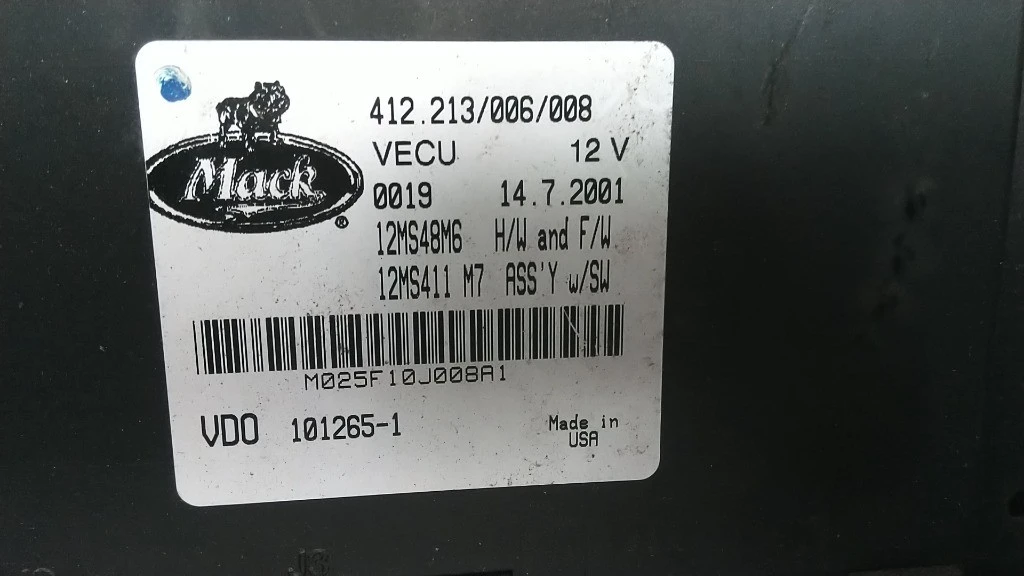 412.213/006/008
VECU 12 V
Mack ®
0019 14.7.2001
12MS48M6 H/W and F/W
12MS411 M7 ASS'Y w/SW
M025F10J008A1
VDO 101265-1 Made in
USA
J3